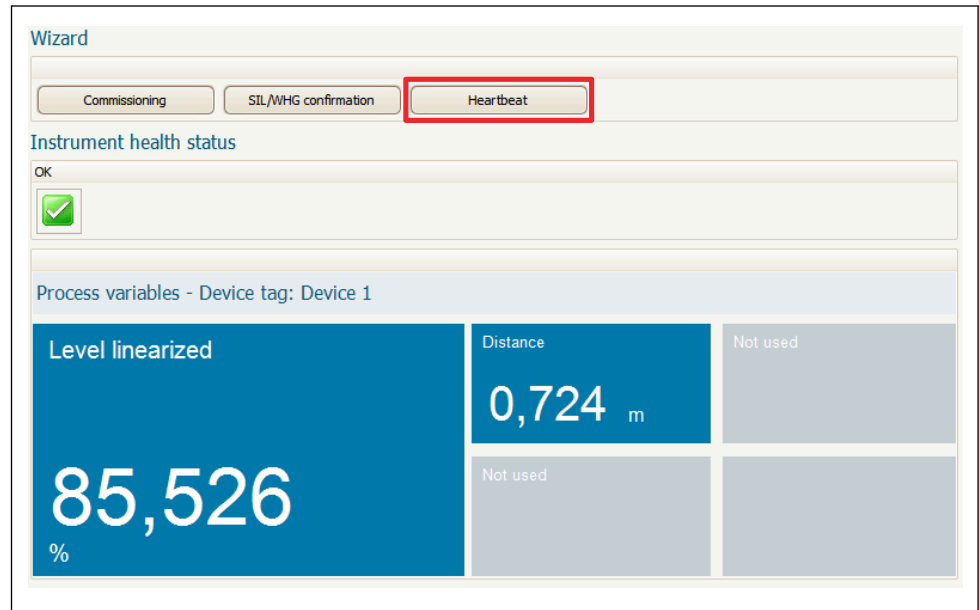 Wizard
Commissioning
SIL/WHG confirmation
Heartbeat
Instrument health status
OK
Process variables - Device tag: Device 1
Level linearized
85,526
%
Distance
0,724 m
Not used
Not used